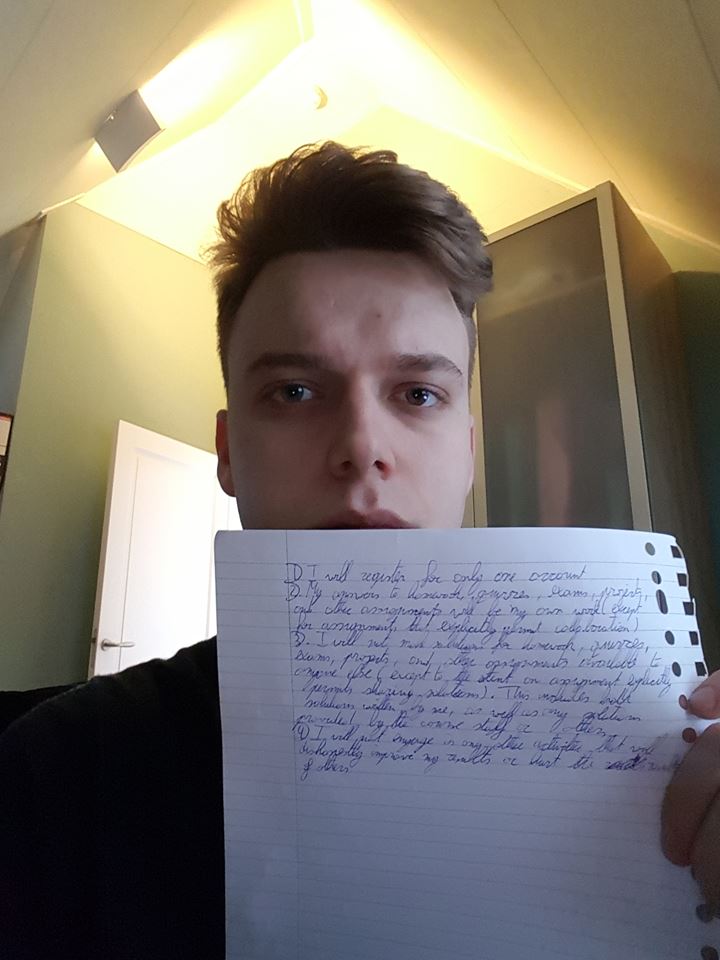 1) I will register for only one account
2. My answers to homework, quizzes, exams, projects,
and other assignments will be my own work (except
for assignments that explicitly permit collaboration)
3. I will not make solutions for homework, quizzes,
exams, projects, and other assignments available to
anyone else (except to the extent an assignment explicitly
permits sharing solutions). This includes both
solutions written by me, as well as any solutions
provided by the course staff or others
4) I will not engage in any other activities that will
dishonestly improve my results or hurt the
of others